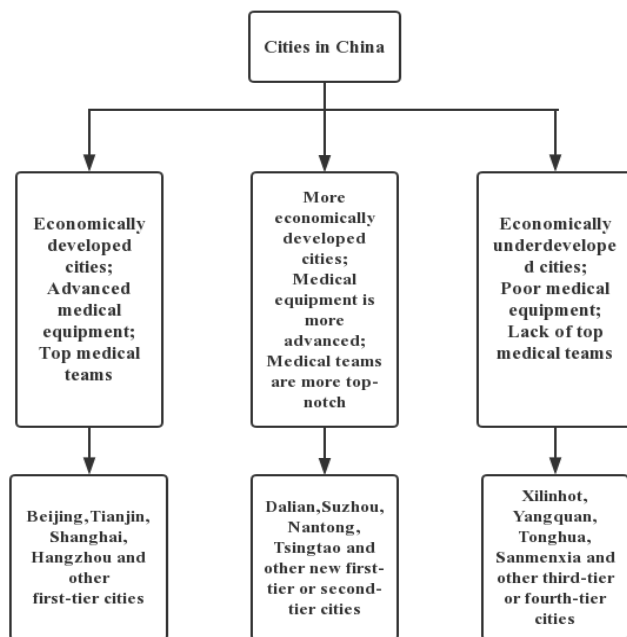 Cities in China
Economically
developed cities;
Advanced
medical
equipment;
Top medical
teams
More
economically
developed cities;
Medical
equipment is
more
advanced;
Medical teams
are more top-
notch
Economically
underdevelope
d cities;
Poor medical
equipment;
Lack of top
medical teams
Beijing,Tianjin,
Shanghai,
Hangzhou and
other
first-tier cities
Dalian,Suzhou,
Nantong,
Tsingtao and
other new first-
tier or second-
tier cities
Xilinhot,
Yangquan,
Tonghua,
Sanmenxia and
other third-tier
or fourth-tier
cities